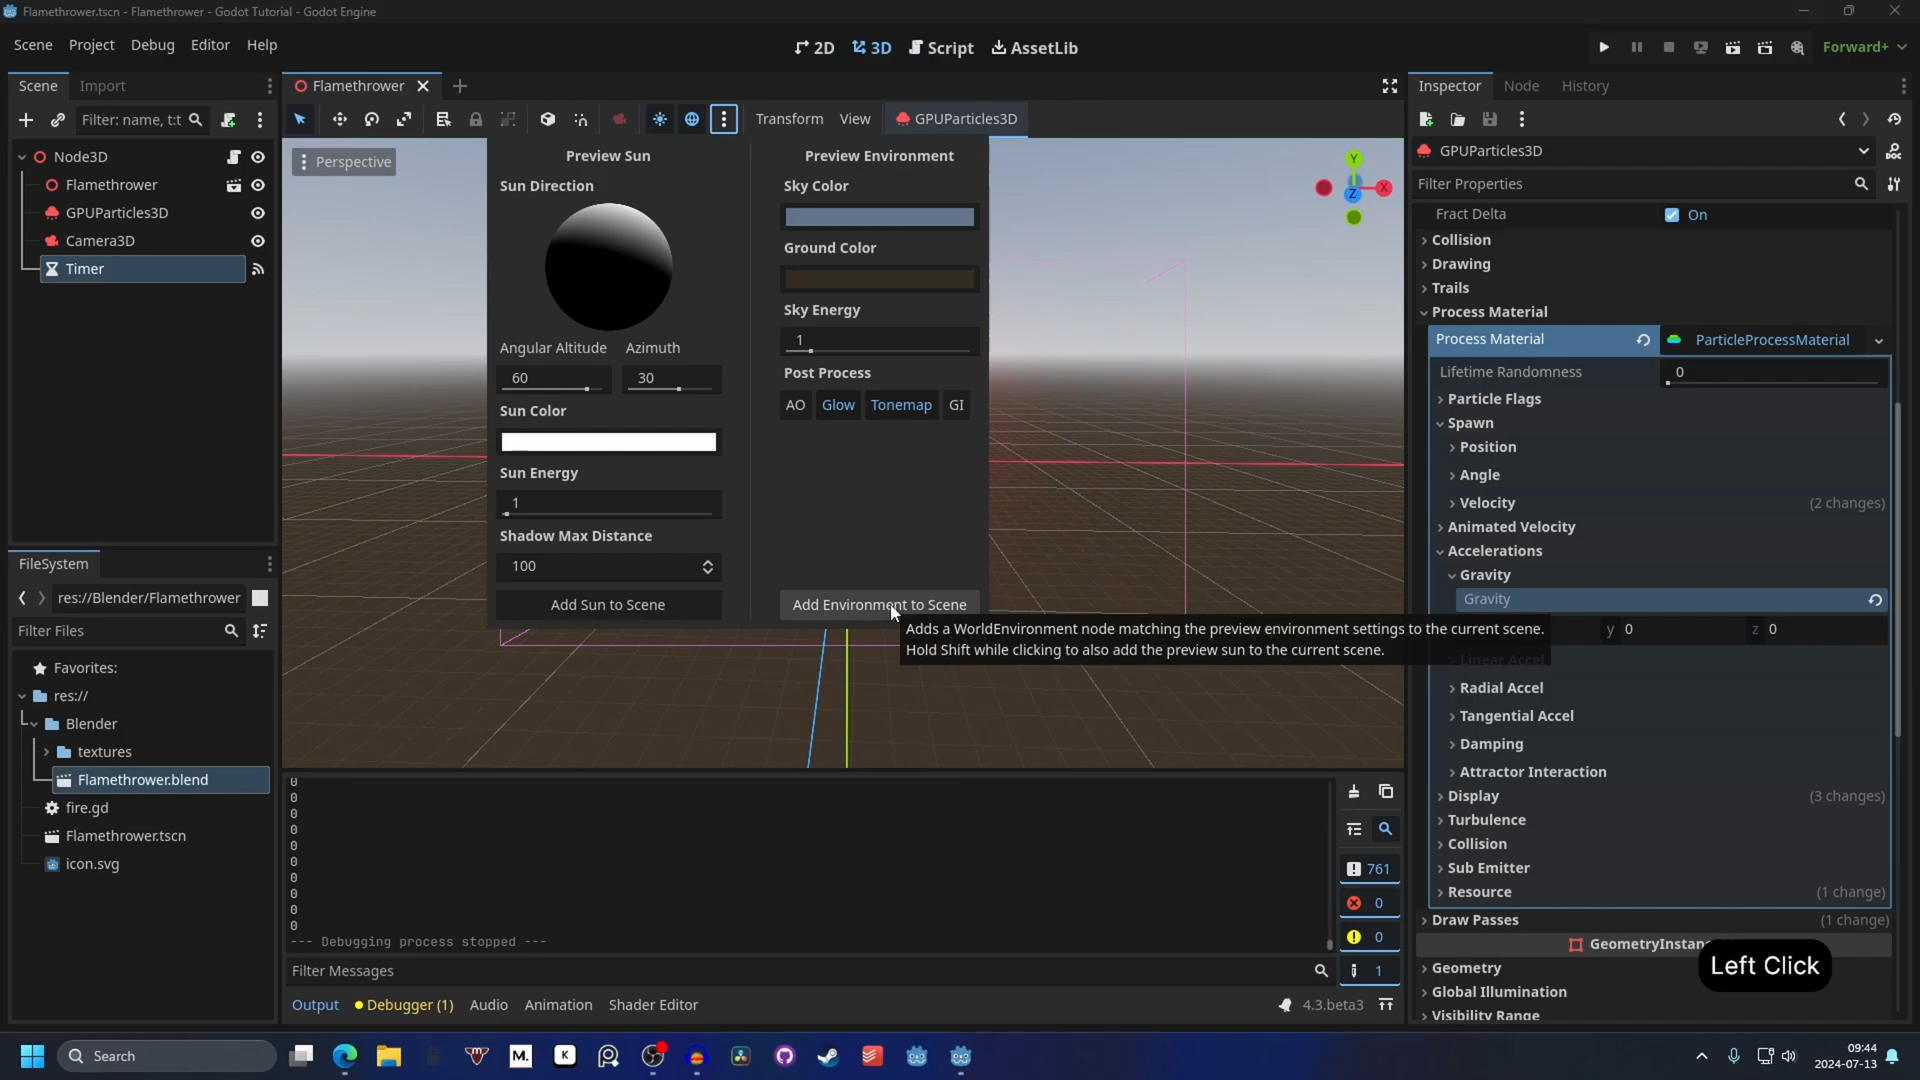 Flamethrower.tscn - Flamethrower - Godot Tutorial - Godot Engine
Scene Project Debug Editor Help
2D 3D Script AssetLib
Forward+
Scene Import
Filter: name, t:t
Node3D
Flamethrower
GPUParticles3D
Camera3D
Timer
Flamethrower
Transform View GPUParticles3D
Perspective
Y
X
Z
Preview Sun
Sun Direction
Angular Altitude Azimuth
60 30
Sun Color
Sun Energy
1
Shadow Max Distance
100
Add Sun to Scene
Preview Environment
Sky Color
Ground Color
Sky Energy
1
Post Process
AO Glow Tonemap GI
Add Environment to Scene
Adds a WorldEnvironment node matching the preview environment settings to the current scene.
Hold Shift while clicking to also add the preview sun to the current scene.
FileSystem
res://Blender/Flamethrower
Filter Files
Favorites:
res://
Blender
textures
Flamethrower.blend
fire.gd
Flamethrower.tscn
icon.svg
0
0
0
0
0
0
0
0
0
0
--- Debugging process stopped ---
Filter Messages
761
0
0
1
Output Debugger (1) Audio Animation Shader Editor
4.3.beta3
Inspector Node History
GPUParticles3D
DOC
Filter Properties
Fract Delta On
Collision
Drawing
Trails
Process Material
Process Material ParticleProcessMaterial
Lifetime Randomness 0
Particle Flags
Spawn
Position
Angle
Velocity (2 changes)
Animated Velocity
Accelerations
Gravity
Gravity
y 0 z 0
Linear Accel
Radial Accel
Tangential Accel
Damping
Attractor Interaction
Display (3 changes)
Turbulence
Collision
Sub Emitter
Resource (1 change)
Draw Passes (1 change)
Left Click
Geometry
Global Illumination
Visibility Range
Search
M.
K
09:44
2024-07-13